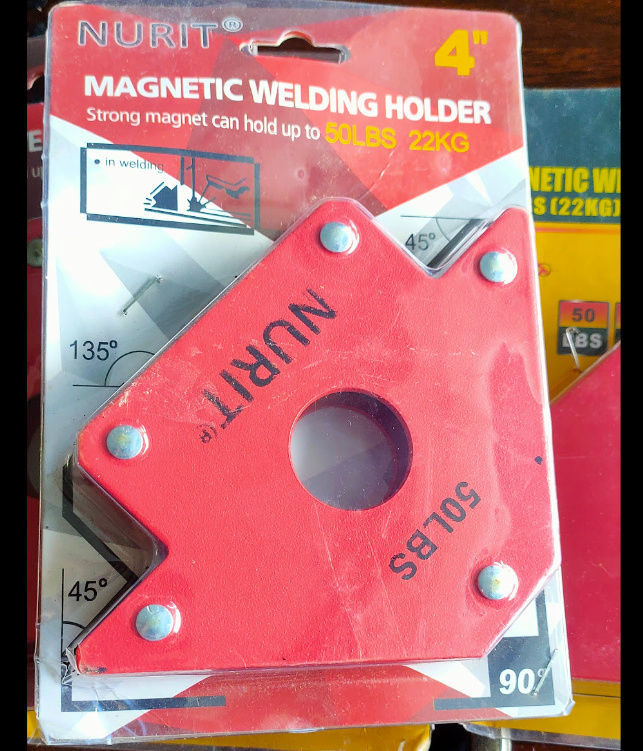 NURIT®
4"
MAGNETIC WELDING HOLDER
Strong magnet can hold up to 50LBS 22KG
• in welding
45°
135°
NURIT®
50LBS
45°
90°
NETIC WE
S (22KG)
50
LBS